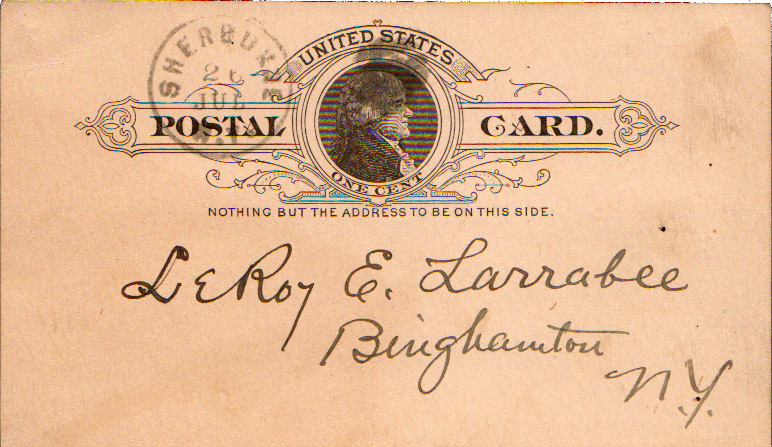 SHERBURNE
26
JUL
N.Y.
UNITED STATES
POSTAL CARD.
ONE CENT
NOTHING BUT THE ADDRESS TO BE ON THIS SIDE.
LeRoy E. Larrabee
Binghamton
N.Y.